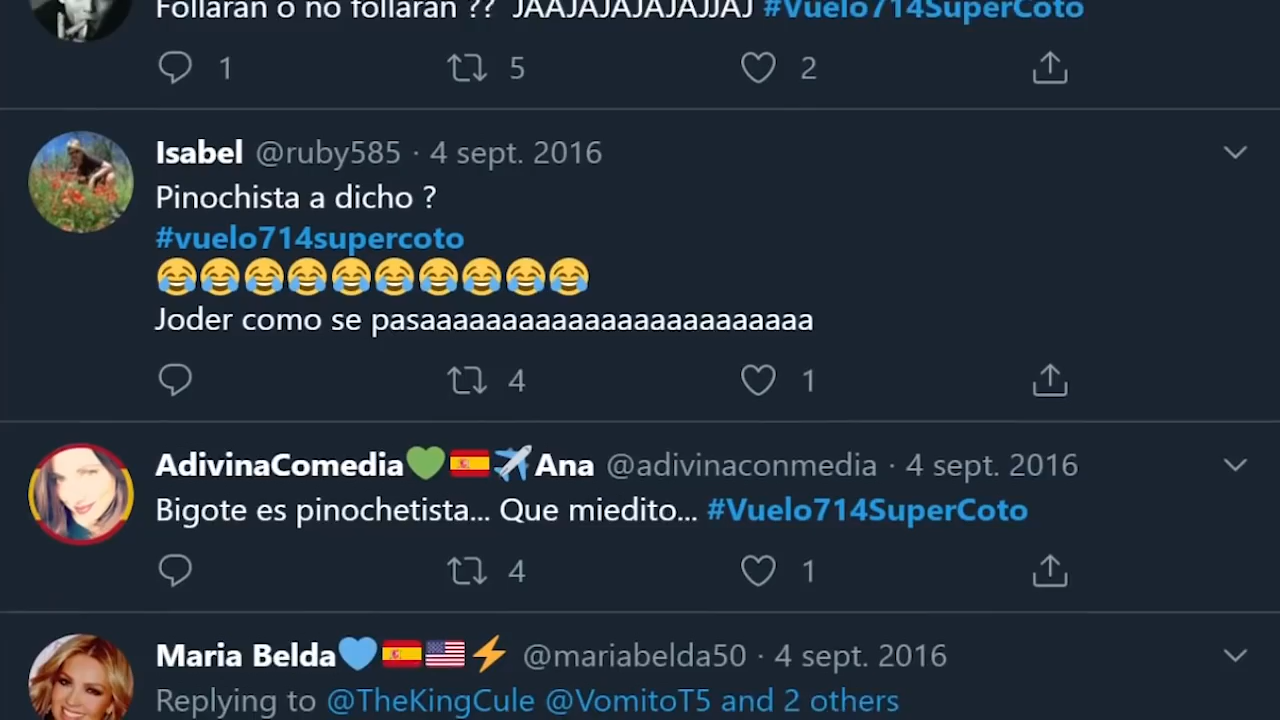 Follaran o no follaran ?? JAAJAJAJAJAJJAJ #Vuelo714SuperCoto
1 5 2
Isabel @ruby585 · 4 sept. 2016
Pinochista a dicho ?
#vuelo714supercoto
😂😂😂😂😂😂😂😂😂😂
Joder como se pasaaaaaaaaaaaaaaaaaaaaaaaa
4 1
AdivinaComedia💚🇪🇸✈️Ana @adivinaconmedia · 4 sept. 2016
Bigote es pinochetista... Que miedito... #Vuelo714SuperCoto
4 1
Maria Belda💙🇪🇸🇺🇸⚡ @mariabelda50 · 4 sept. 2016
Replying to @TheKingCule @VomitoT5 and 2 others